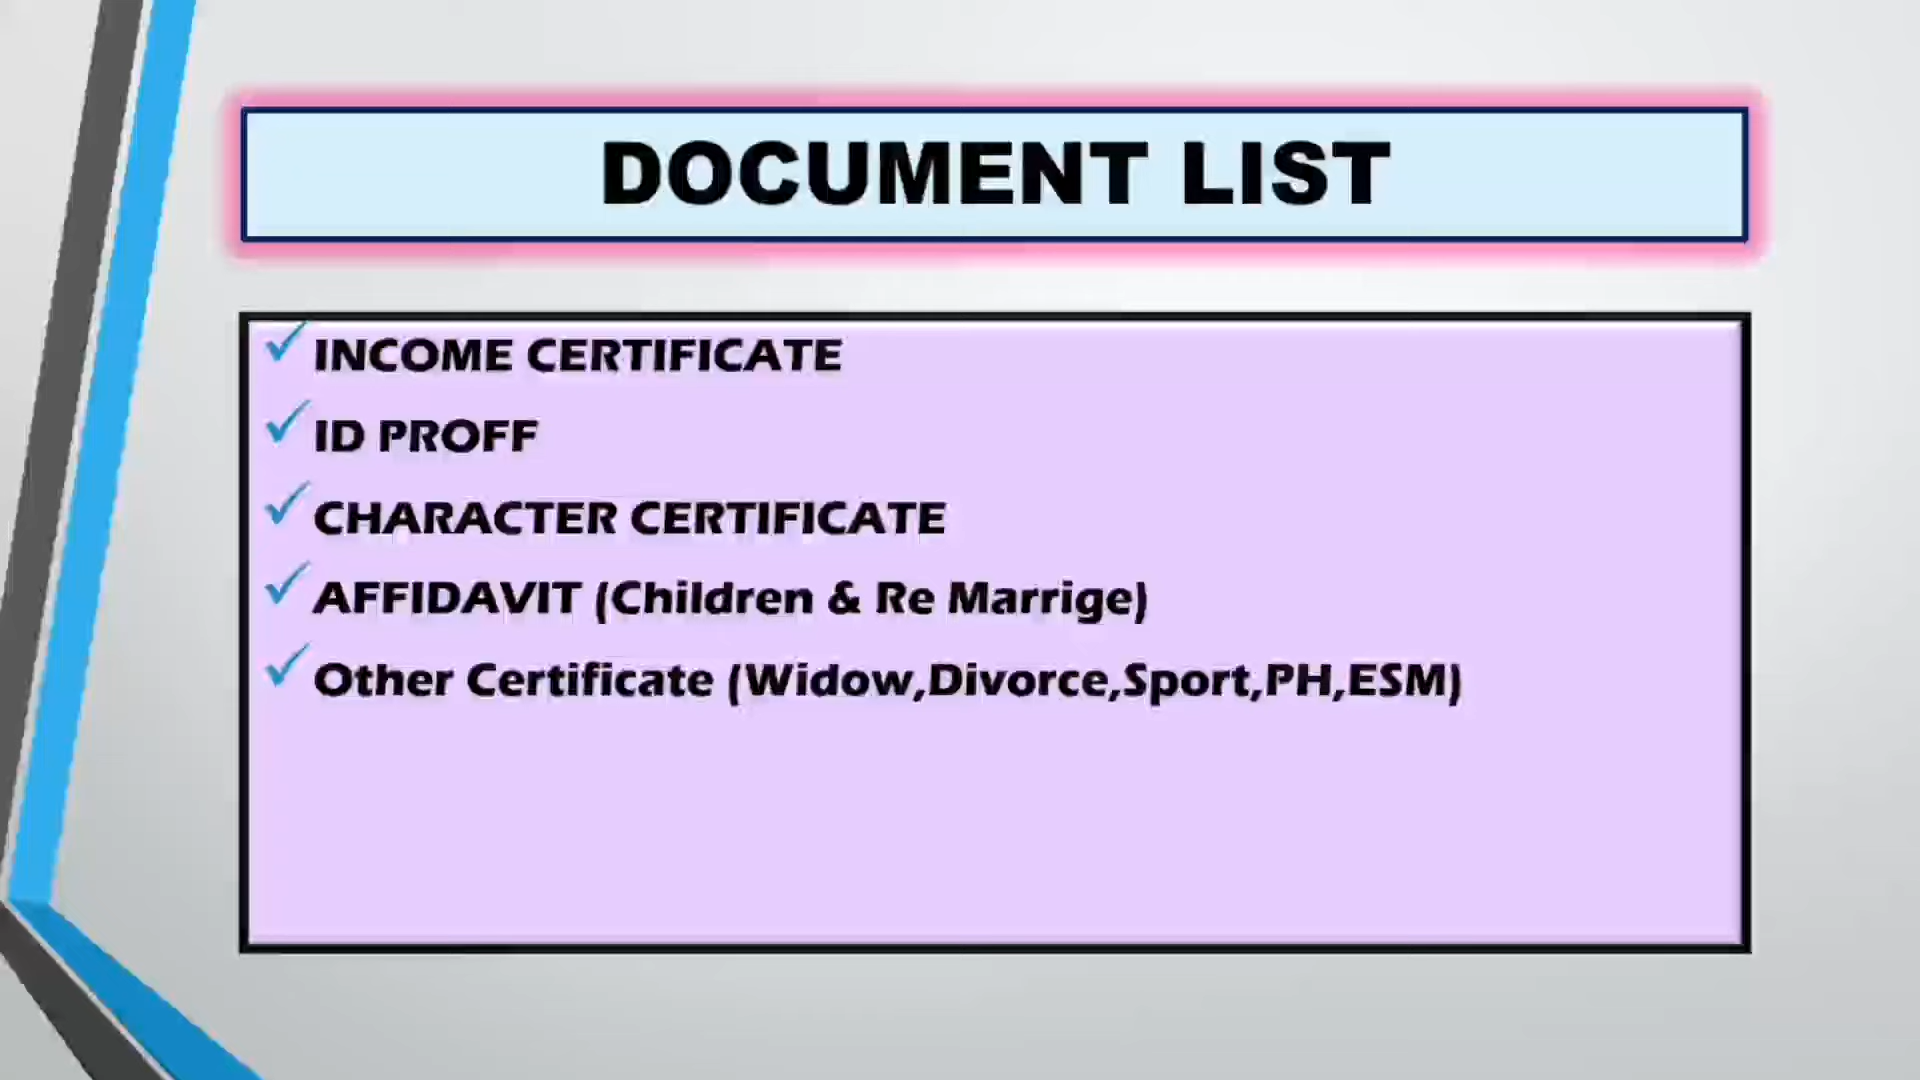 DOCUMENT LIST
INCOME CERTIFICATE
ID PROFF
CHARACTER CERTIFICATE
AFFIDAVIT (Children & Re Marrige)
Other Certificate (Widow,Divorce,Sport,PH,ESM)